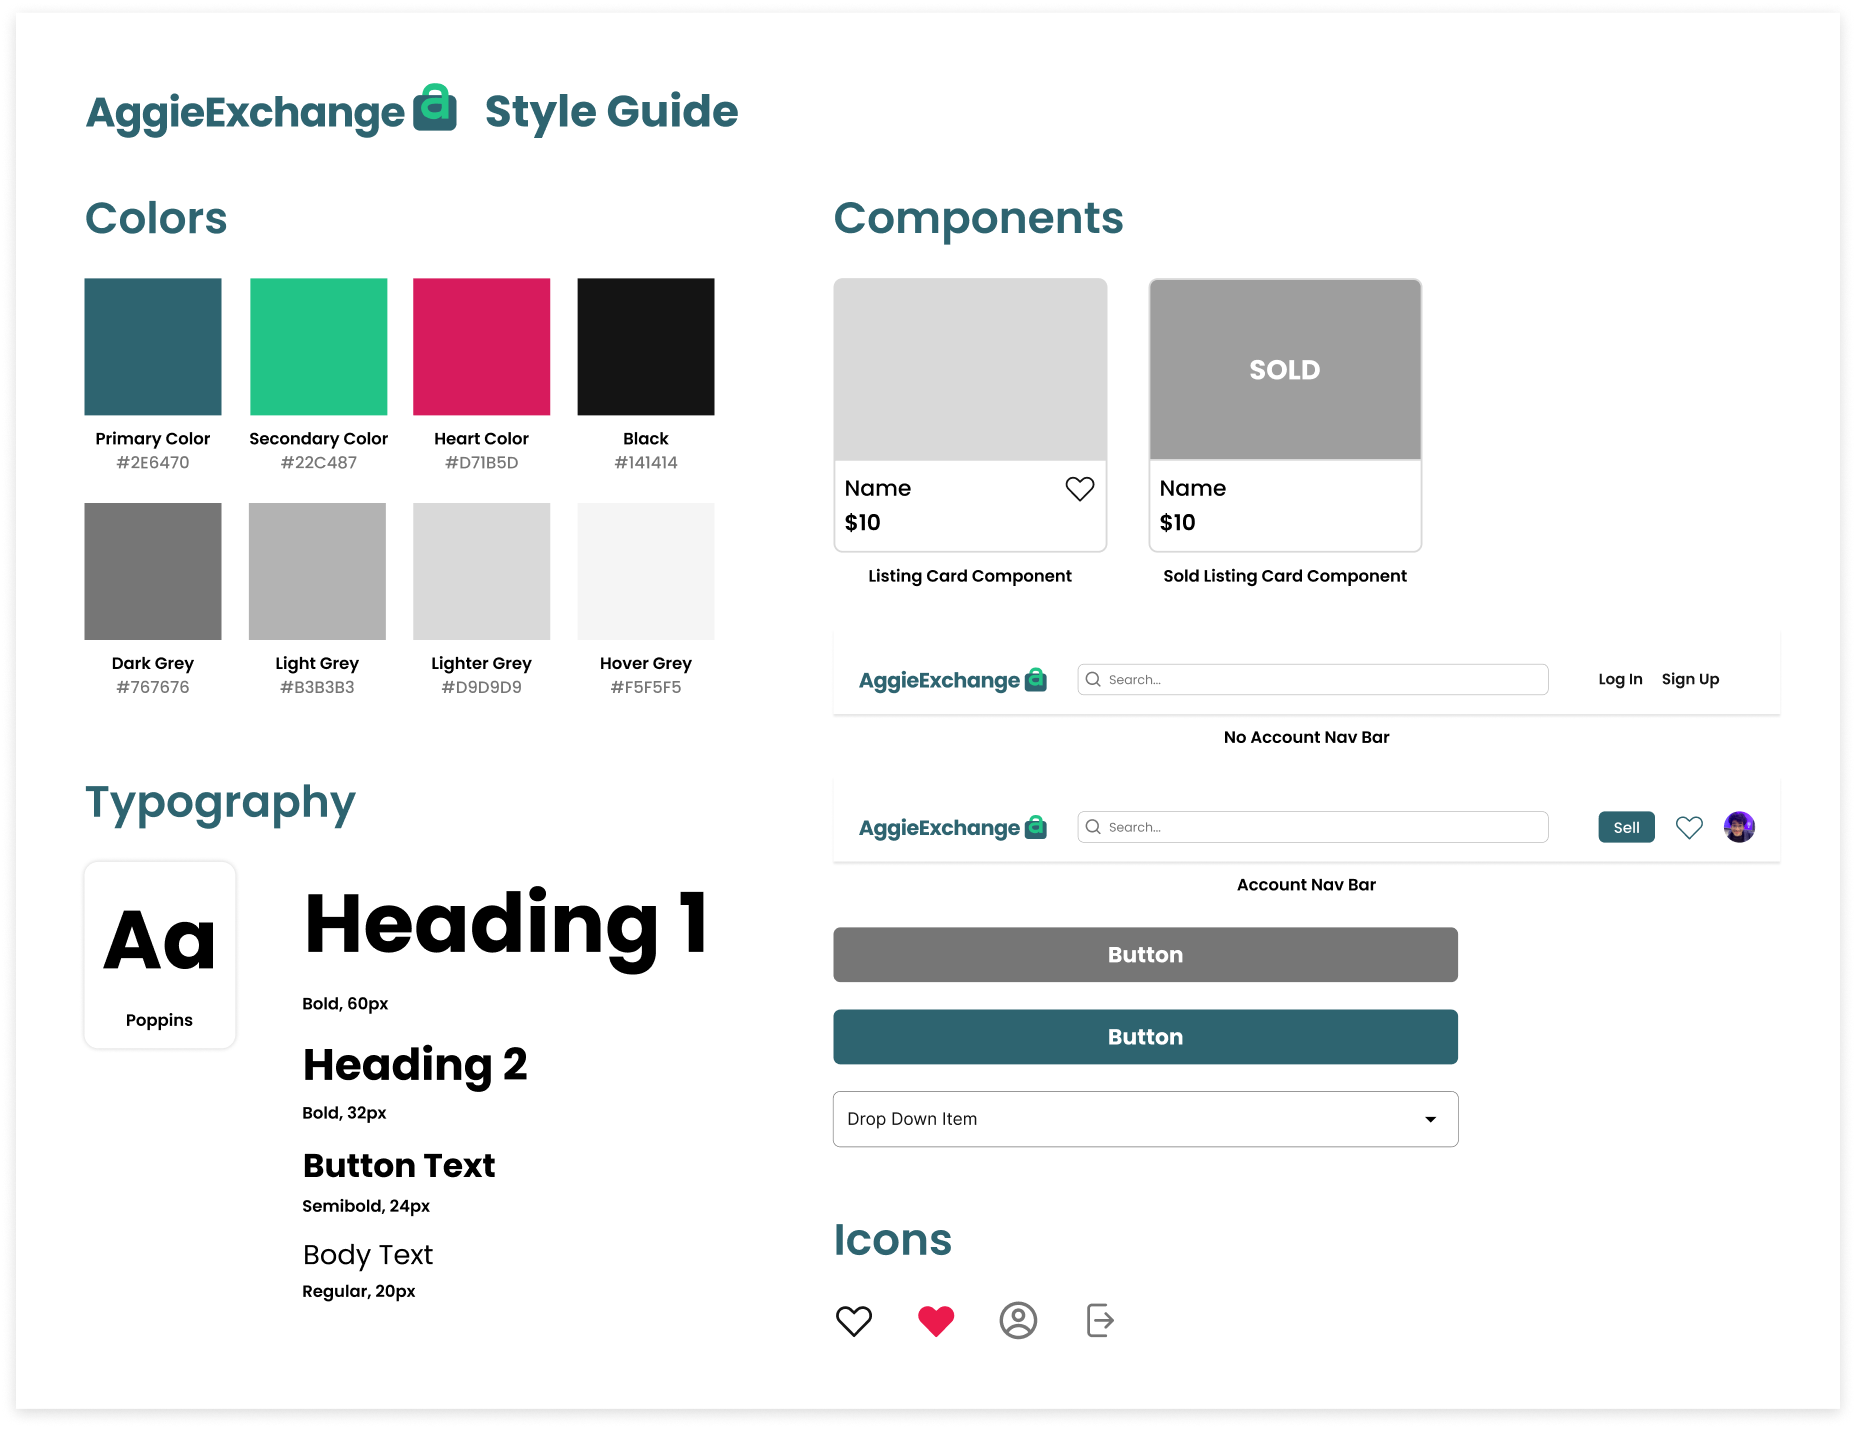 AggieExchange a Style Guide
Colors
Primary Color
#2E6470
Secondary Color
#22C487
Heart Color
#D71B5D
Black
#141414
Dark Grey
#767676
Light Grey
#B3B3B3
Lighter Grey
#D9D9D9
Hover Grey
#F5F5F5
Typography
Aa
Poppins
Heading 1
Bold, 60px
Heading 2
Bold, 32px
Button Text
Semibold, 24px
Body Text
Regular, 20px
Components
Name
$10
Listing Card Component
SOLD
Name
$10
Sold Listing Card Component
AggieExchange a Search... Log In Sign Up
No Account Nav Bar
AggieExchange a Search... Sell
Account Nav Bar
Button
Button
Drop Down Item
Icons